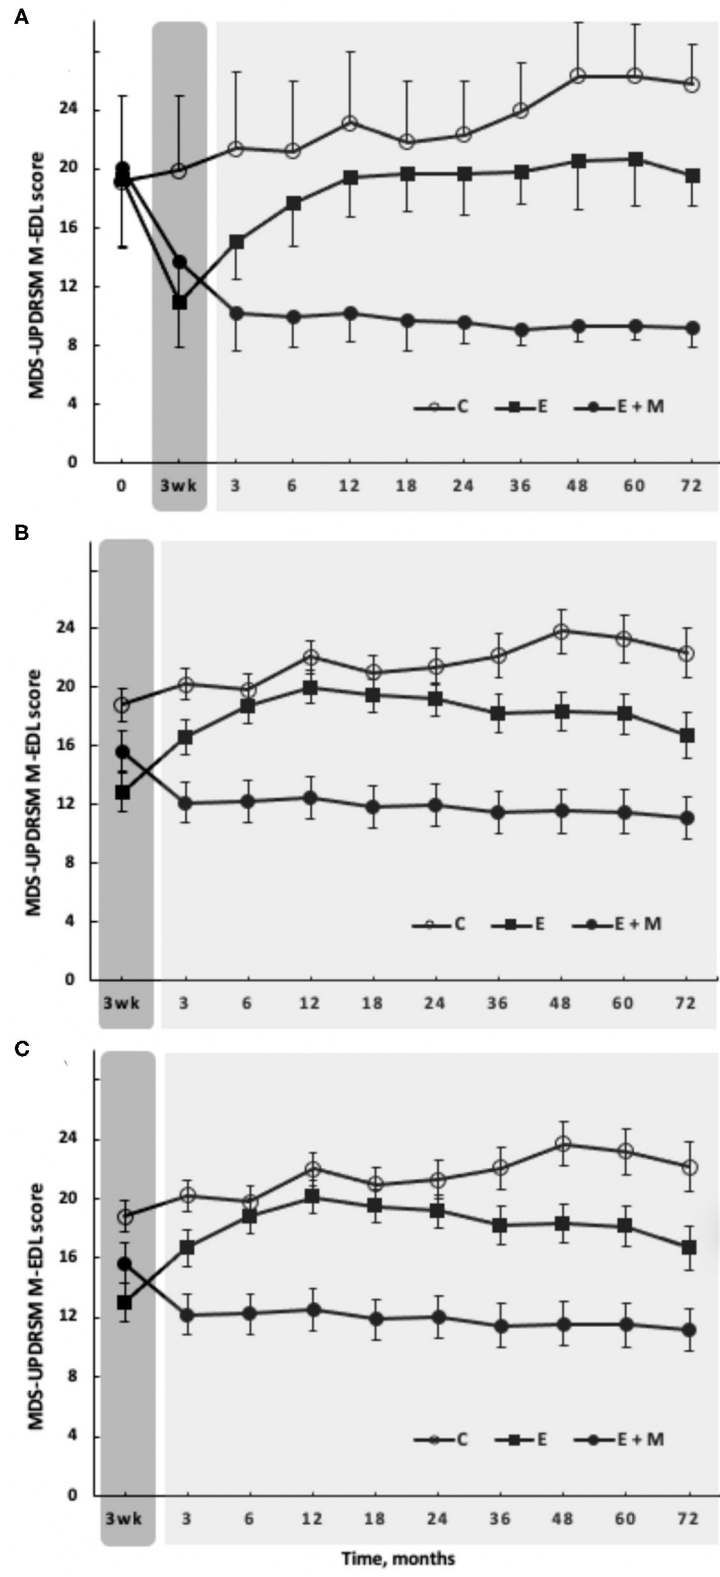 A
MDS-UPDRSM M-EDL score
24
20
16
12
8
4
0
C E E + M
0 3wk 3 6 12 18 24 36 48 60 72
B
MDS-UPDRSM M-EDL score
24
20
16
12
8
4
0
C E E + M
3wk 3 6 12 18 24 36 48 60 72
C
MDS-UPDRSM M-EDL score
24
20
16
12
8
4
0
C E E + M
3wk 3 6 12 18 24 36 48 60 72
Time, months